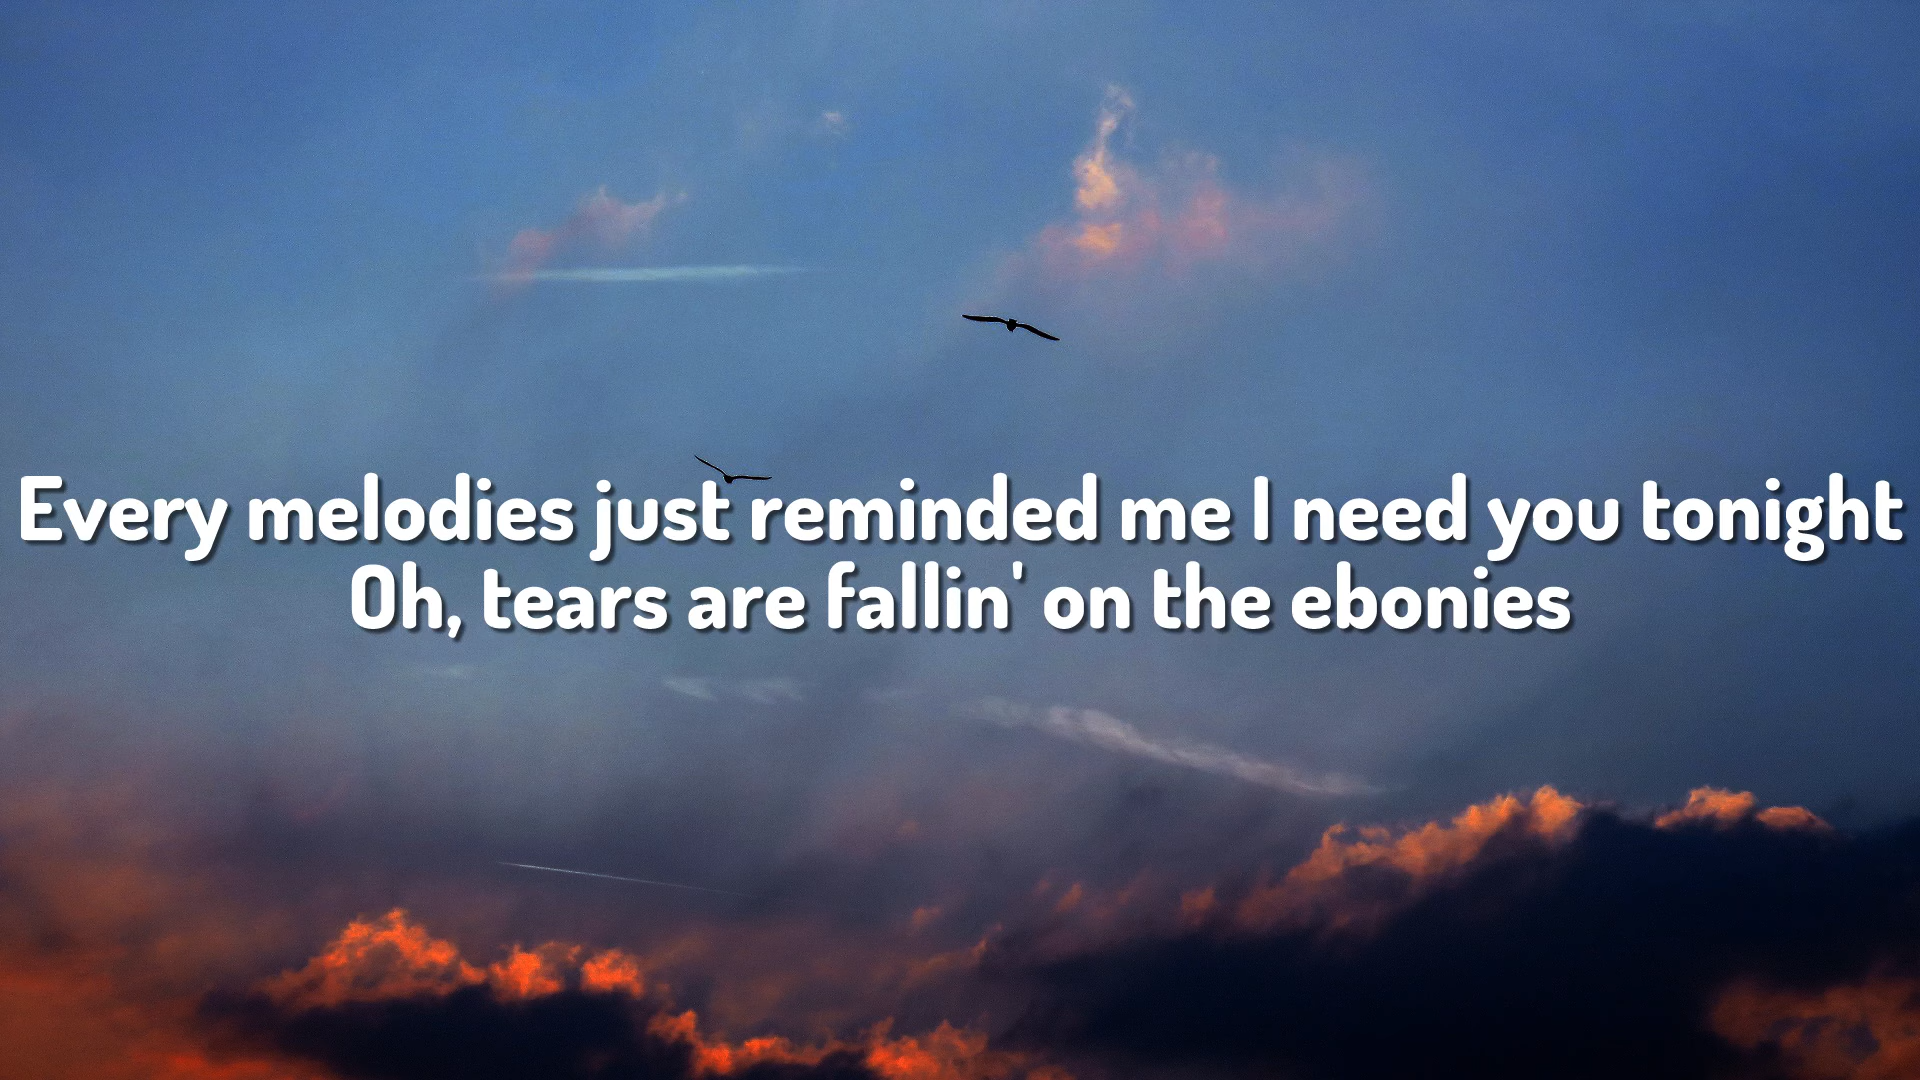 Every melodies just reminded me I need you tonight
Oh, tears are fallin' on the ebonies